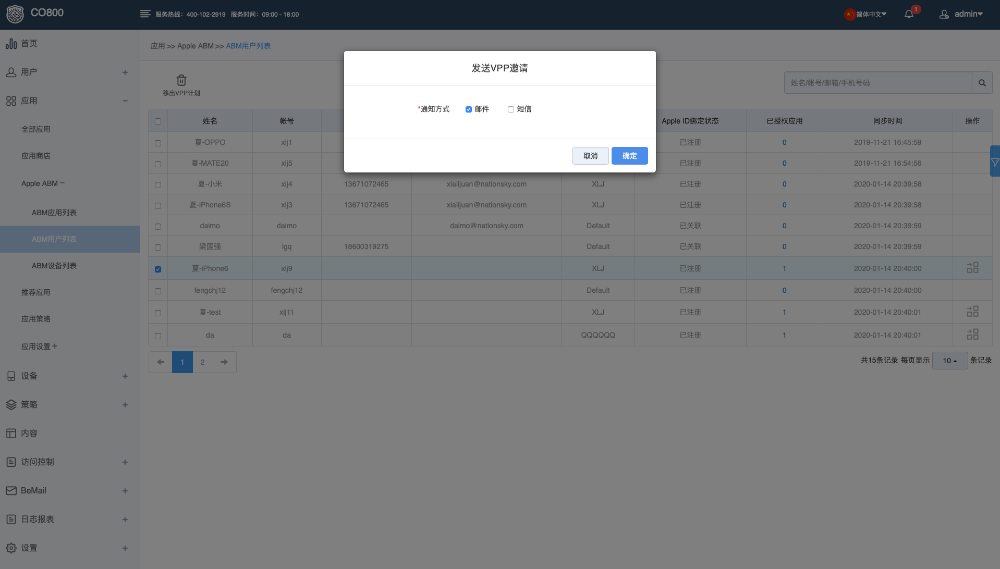 CO800
服务热线：400-102-2919 服务时间：09:00 - 18:00
简体中文
1
admin
首页
用户
应用
全部应用
应用商店
Apple ABM
ABM应用列表
ABM用户列表
ABM设备列表
推荐应用
应用策略
应用设置
设备
策略
内容
访问控制
BeMail
日志报表
设置
应用 >> Apple ABM >> ABM用户列表
移出VPP计划
姓名/帐号/邮箱/手机号码
发送VPP邀请
*通知方式 邮件 短信
取消 确定
姓名 帐号 Apple ID绑定状态 已授权应用 同步时间 操作
夏-OPPO xlj1 已注册 0 2019-11-21 16:45:59
夏-MATE20 xlj5 已注册 0 2019-11-21 16:54:56
夏-小米 xlj4 13671072465 xialijuan@nationsky.com XLJ 已注册 0 2020-01-14 20:39:58
夏-iPhone6S xlj3 13671072465 xialijuan@nationsky.com XLJ 已注册 0 2020-01-14 20:39:58
daimo daimo daimo@nationsky.com Default 已关联 0 2020-01-14 20:39:59
梁国强 lgq 18600319275 Default 已关联 0 2020-01-14 20:39:59
夏-iPhone6 xlj9 XLJ 已注册 1 2020-01-14 20:40:00
fengchj12 fengchj12 Default 已注册 0 2020-01-14 20:40:00
夏-test xlj11 XLJ 已注册 1 2020-01-14 20:40:01
da da QQQQQQ 已注册 1 2020-01-14 20:40:01
1 2
共15条记录 每页显示 10 条记录